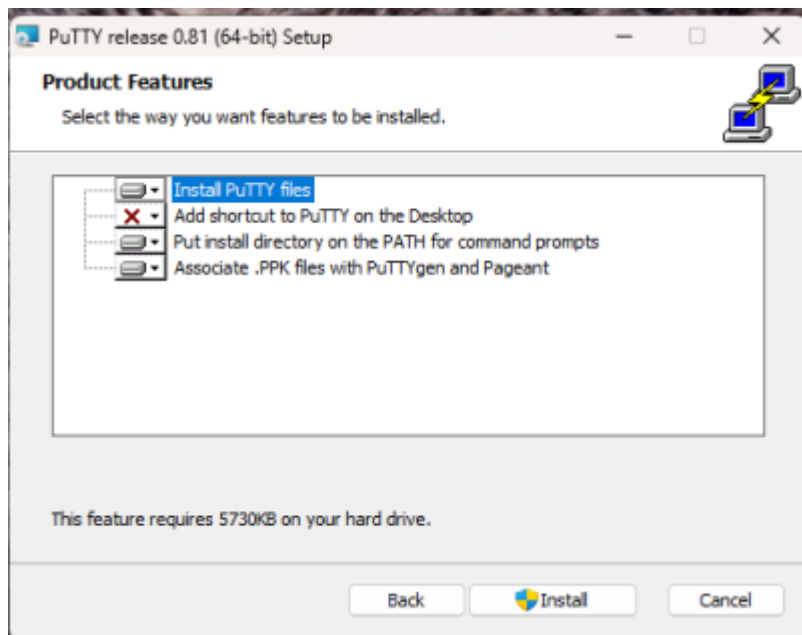 PuTTY release 0.81 (64-bit) Setup
Product Features
Select the way you want features to be installed.
Install PuTTY files
Add shortcut to PuTTY on the Desktop
Put install directory on the PATH for command prompts
Associate .PPK files with PuTTYgen and Pageant
This feature requires 5730KB on your hard drive.
Back Install Cancel